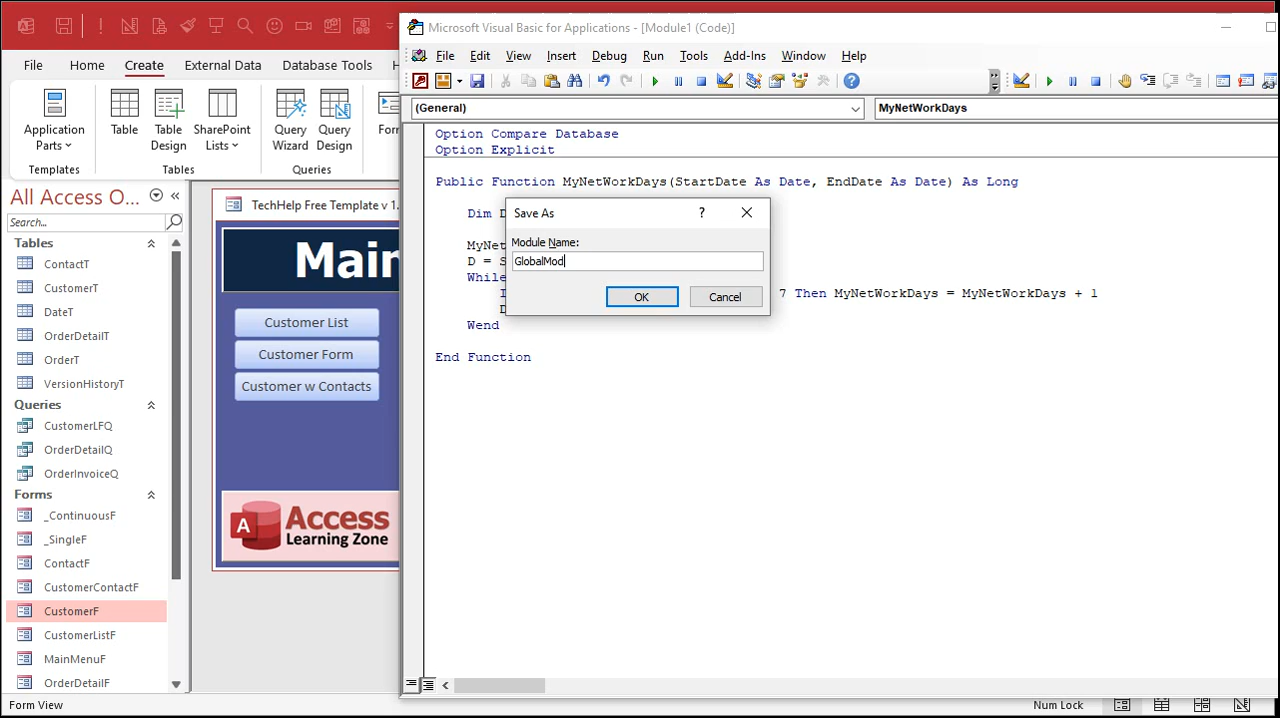 Microsoft Visual Basic for Applications - [Module1 (Code)]
File Home Create External Data Database Tools
File Edit View Insert Debug Run Tools Add-Ins Window Help
Application Parts
Table
Table Design
SharePoint Lists
Query Wizard
Query Design
Templates
Tables
Queries
(General)
MyNetWorkDays
All Access O...
Search...
Tables
ContactT
CustomerT
DateT
OrderDetailT
OrderT
VersionHistoryT
Queries
CustomerLFQ
OrderDetailQ
OrderInvoiceQ
Forms
_ContinuousF
_SingleF
ContactF
CustomerContactF
CustomerF
CustomerListF
MainMenuF
OrderDetailF
TechHelp Free Template v 1.
Main
Customer List
Customer Form
Customer w Contacts
Access
Learning Zone
Option Compare Database
Option Explicit
Public Function MyNetWorkDays(StartDate As Date, EndDate As Date) As Long
Dim D
MyNet
D = S
While
7 Then MyNetWorkDays = MyNetWorkDays + 1
Wend
End Function
Save As
Module Name:
GlobalMod
OK
Cancel
Form View
Num Lock